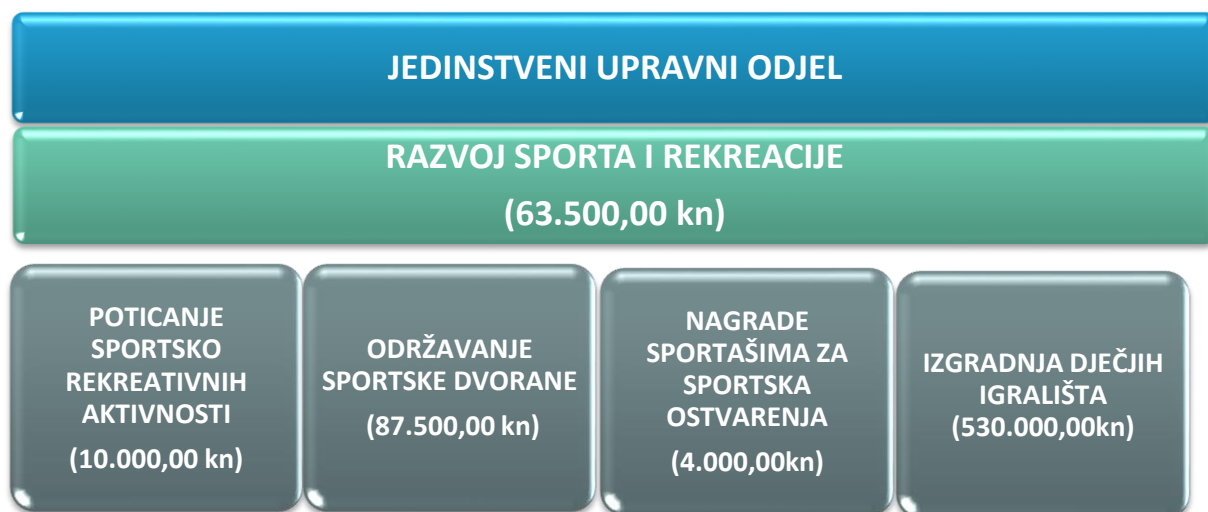 JEDINSTVENI UPRAVNI ODJEL
RAZVOJ SPORTA I REKREACIJE
(63.500,00 kn)
POTICANJE
SPORTSKO
REKREATIVNIH
AKTIVNOSTI
(10.000,00 kn)
ODRŽAVANJE
SPORTSKE DVORANE
(87.500,00 kn)
NAGRADE
SPORTAŠIMA ZA
SPORTSKA
OSTVARENJA
(4.000,00kn)
IZGRADNJA DJEČJIH
IGRALIŠTA
(530.000,00kn)